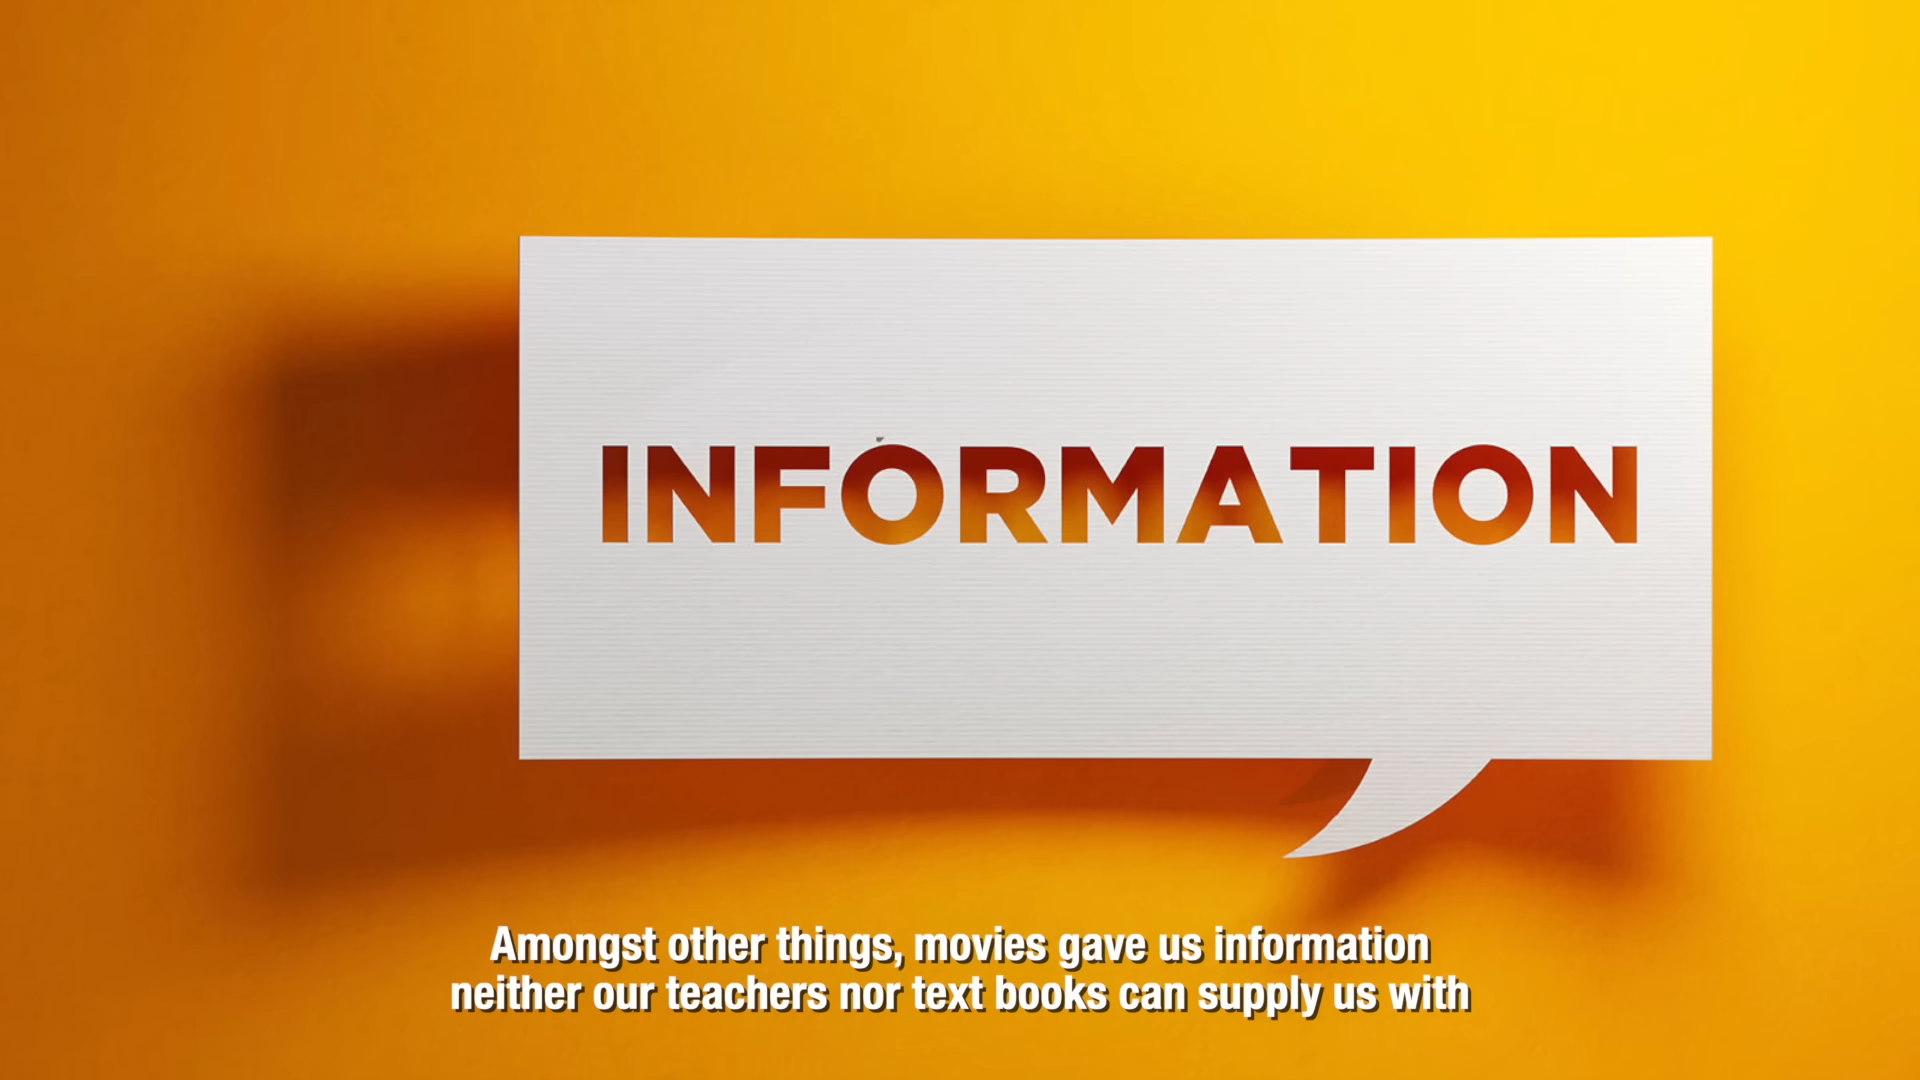 INFORMATION
Amongst other things, movies gave us information
neither our teachers nor text books can supply us with